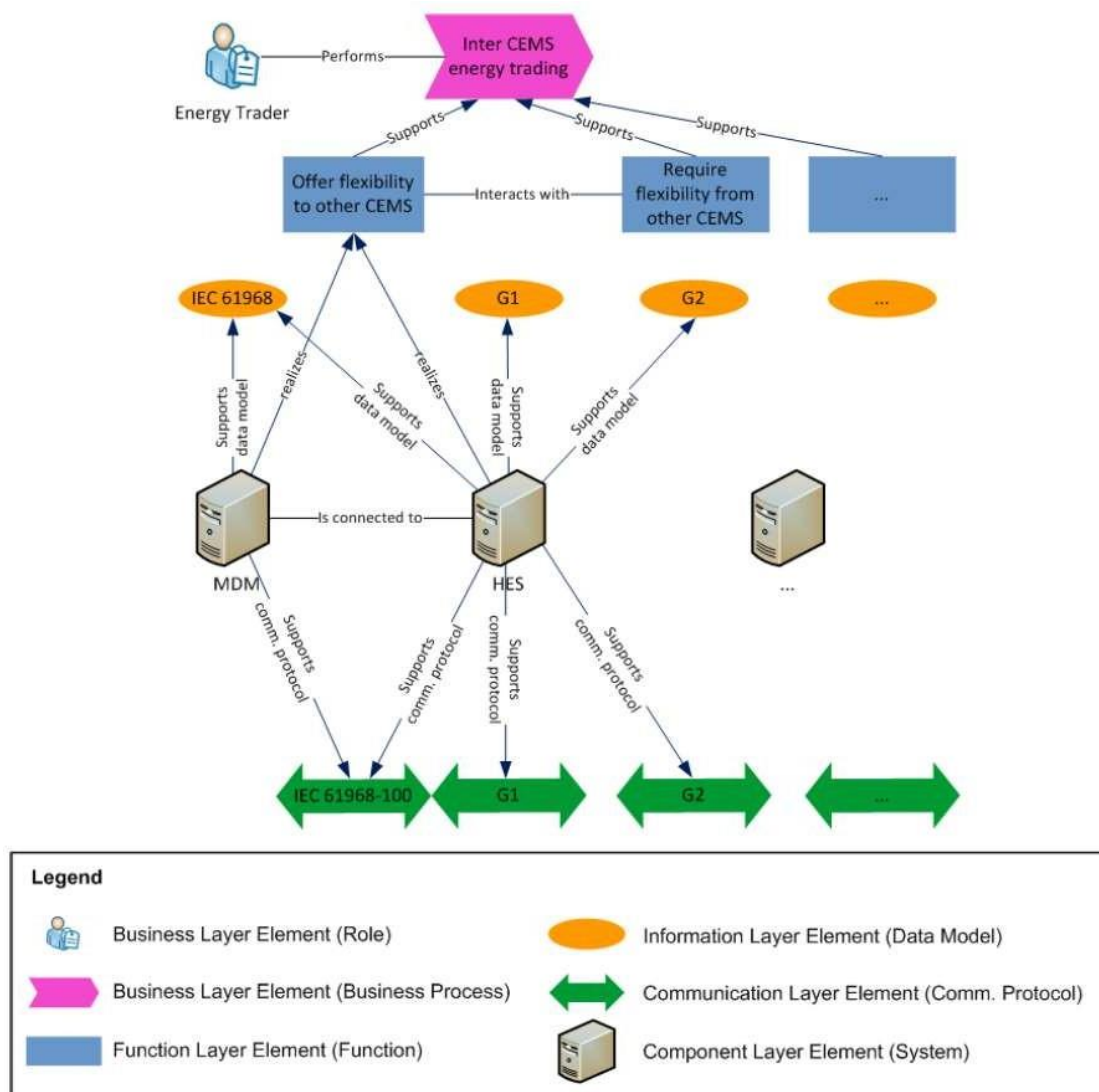 Inter CEMS
energy trading
Performs
Energy Trader
Supports
Supports
Supports
Offer flexibility
to other CEMS
Interacts with
Require
flexibility from
other CEMS
...
IEC 61968
G1
G2
...
Supports
data model
realizes
Supports
data model
realizes
Supports
data model
Supports
data model
Is connected to
MDM
HES
...
Supports
comm. protocol
Supports
comm. protocol
Supports
comm. protocol
Supports
comm. protocol
IEC 61968-100
G1
G2
...
Legend
Business Layer Element (Role)
Information Layer Element (Data Model)
Business Layer Element (Business Process)
Communication Layer Element (Comm. Protocol)
Function Layer Element (Function)
Component Layer Element (System)